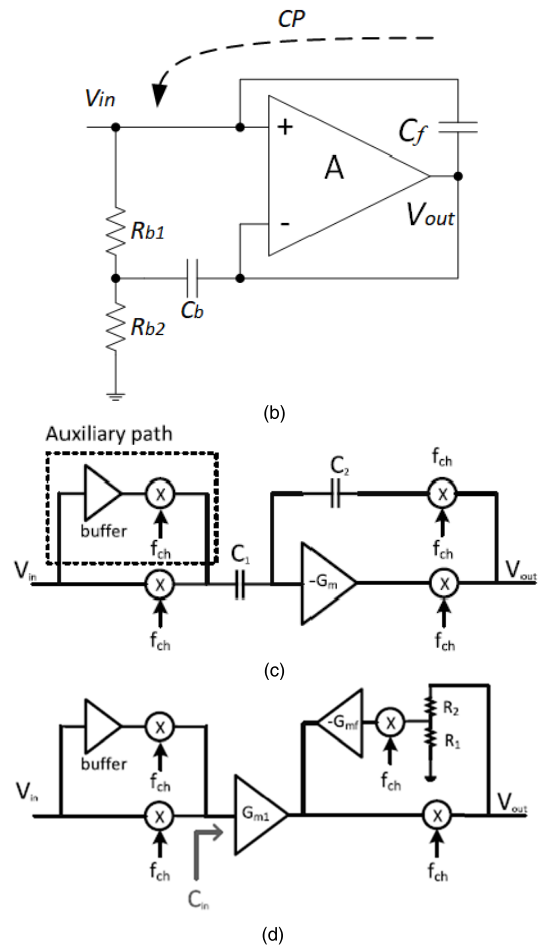 CP
Vin
+
Cf
A
Vout
-
Rb1
Cb
Rb2
(b)
Auxiliary path
X
buffer
fch
C1
C2
fch
X
fch
Vin
X
-Gm
X
Vout
fch
fch
(c)
X
buffer
fch
-Gmf
X
R2
R1
fch
Vin
X
Gm1
X
Vout
fch
Cin
fch
(d)